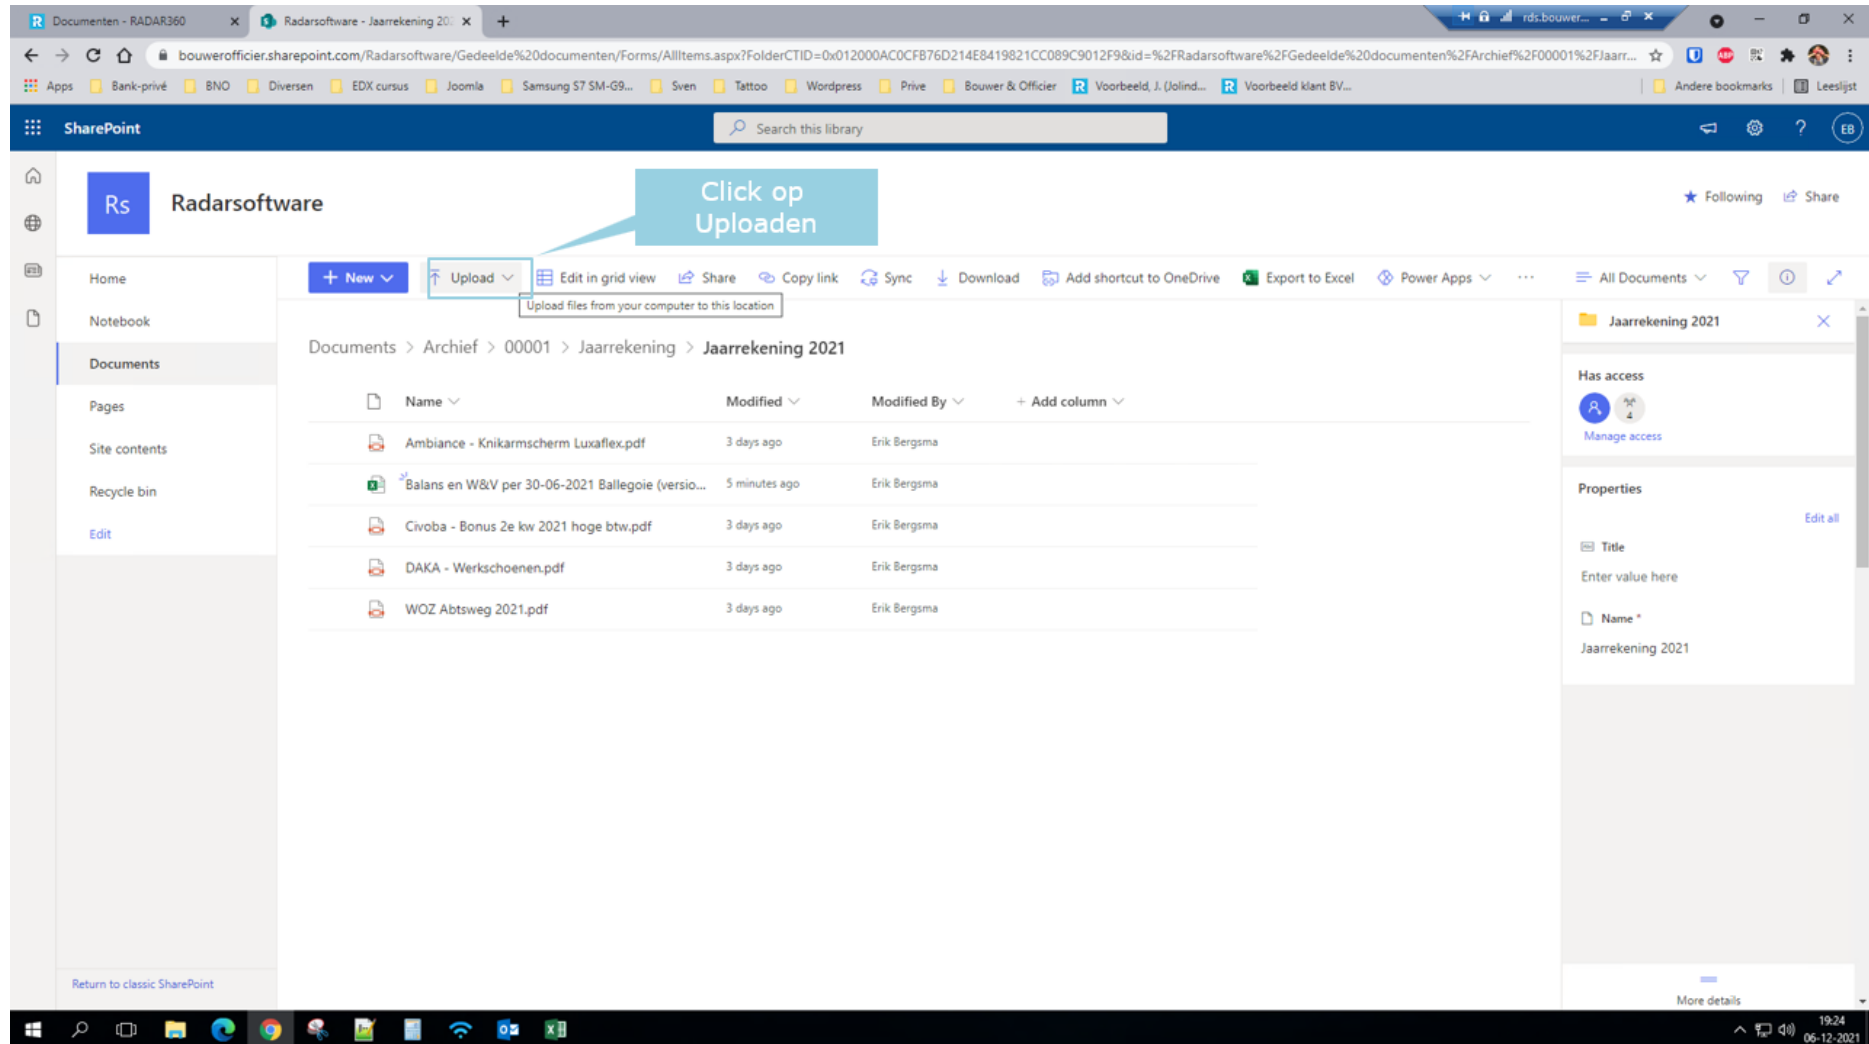 Documenten - RADAR360
Radarsoftware - Jaarrekening 202
rds.bouwer...
bouwerofficier.sharepoint.com/Radarsoftware/Gedeelde%20documenten/Forms/AllItems.aspx?FolderCTID=0x012000AC0CFB76D214E8419821CC089C9012F9&id=%2FRadarsoftware%2FGedeelde%20documenten%2FArchief%2F00001%2FJaarr...
Apps Bank-privé BNO Diversen EDX cursus Joomla Samsung S7 SM-G9... Sven Tattoo Wordpress Prive Bouwer & Officier R Voorbeeld, J. (Jolind... R Voorbeeld klant BV... Andere bookmarks Leeslijst
SharePoint
Search this library
? EB
Rs
Radarsoftware
Click op
Uploaden
Following Share
+ New Upload Edit in grid view Share Copy link Sync Download Add shortcut to OneDrive Export to Excel Power Apps ... All Documents
Upload files from your computer to this location
Home
Notebook
Documents
Pages
Site contents
Recycle bin
Edit
Return to classic SharePoint
Documents > Archief > 00001 > Jaarrekening > Jaarrekening 2021
Name Modified Modified By + Add column
Ambiance - Knikarmscherm Luxaflex.pdf 3 days ago Erik Bergsma
Balans en W&V per 30-06-2021 Ballegoie (versio... 5 minutes ago Erik Bergsma
Civoba - Bonus 2e kw 2021 hoge btw.pdf 3 days ago Erik Bergsma
DAKA - Werkschoenen.pdf 3 days ago Erik Bergsma
WOZ Abtsweg 2021.pdf 3 days ago Erik Bergsma
Jaarrekening 2021
Has access
4
Manage access
Properties
Edit all
Title
Enter value here
Name *
Jaarrekening 2021
More details
19:24
06-12-2021